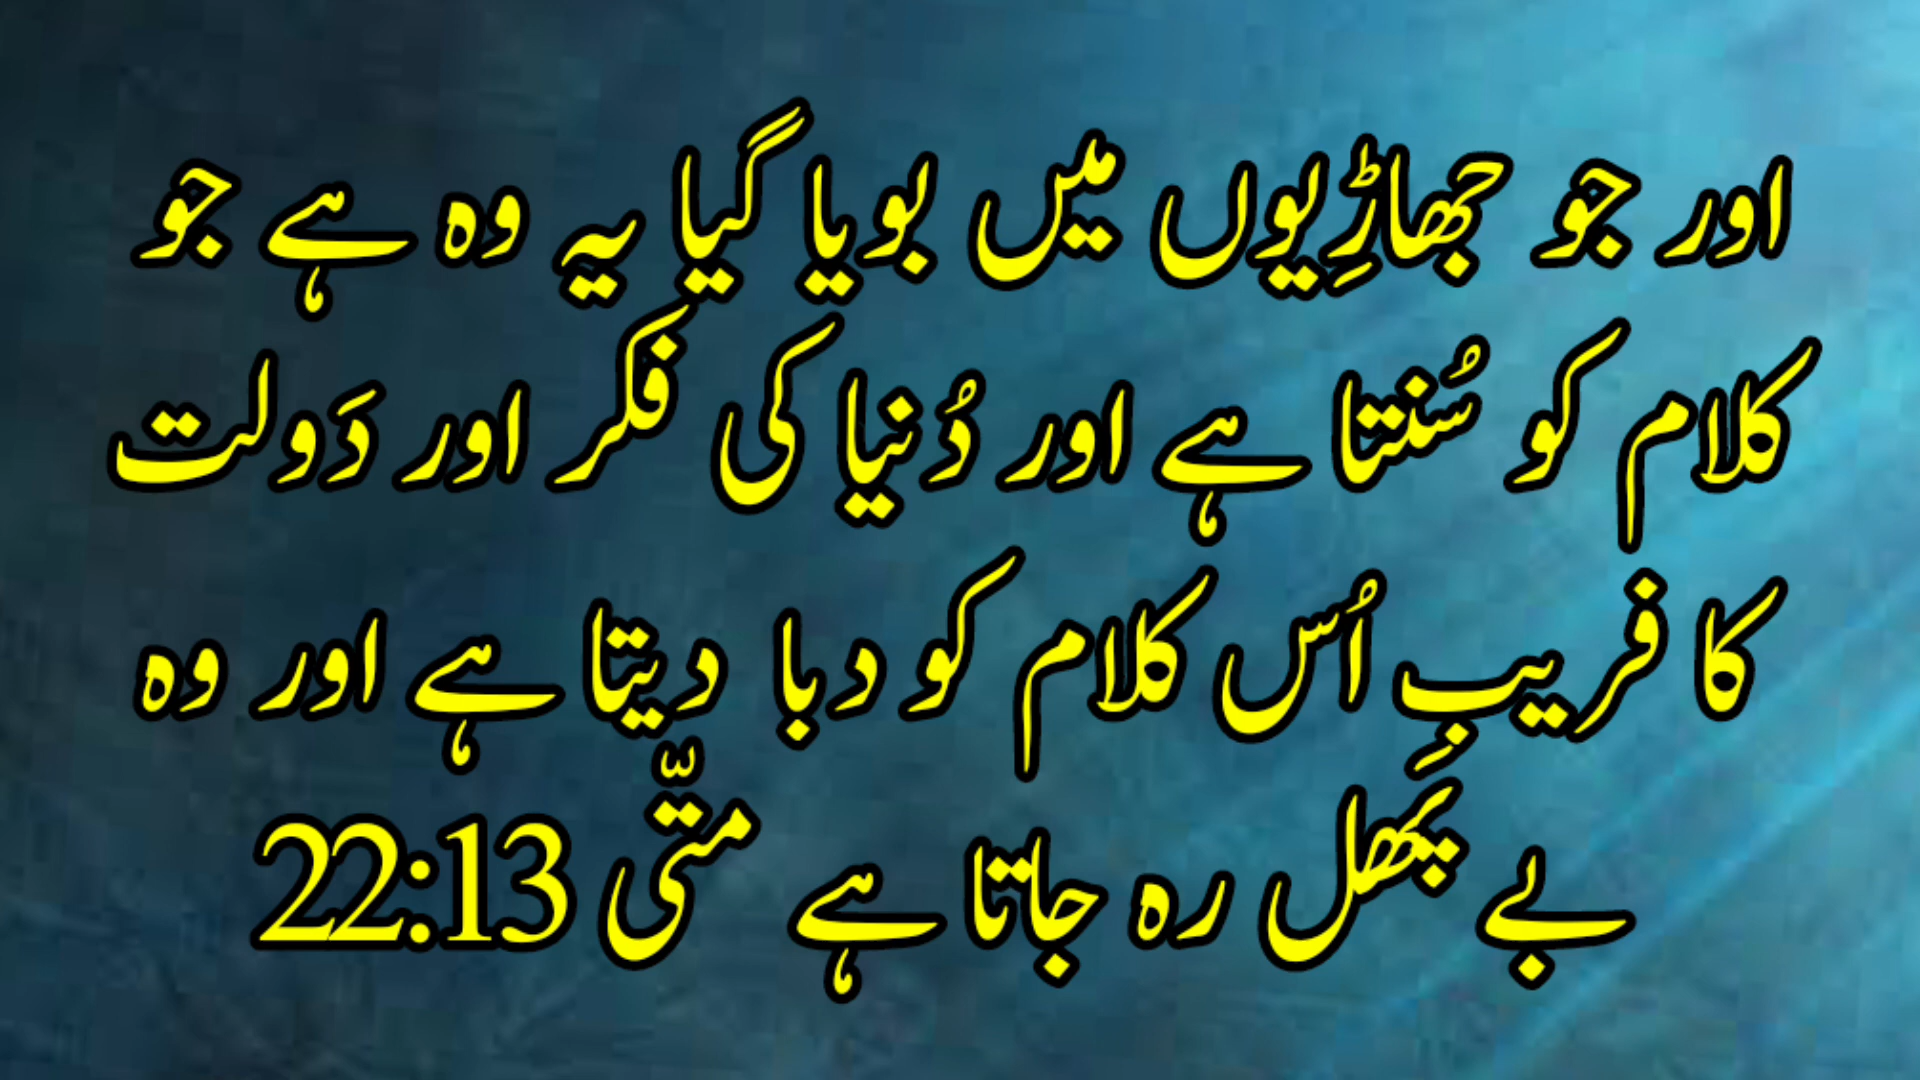 اور جو جھاڑِیوں میں بویا گیا یہ وہ ہے جو
کلام کو سُنتا ہے اور دُنیا کی فکر اور دَولت
کا فریبِ اُس کلام کو دبا دیتا ہے اور وہ
بے پَھل رہ جاتا ہے متّی 22:13